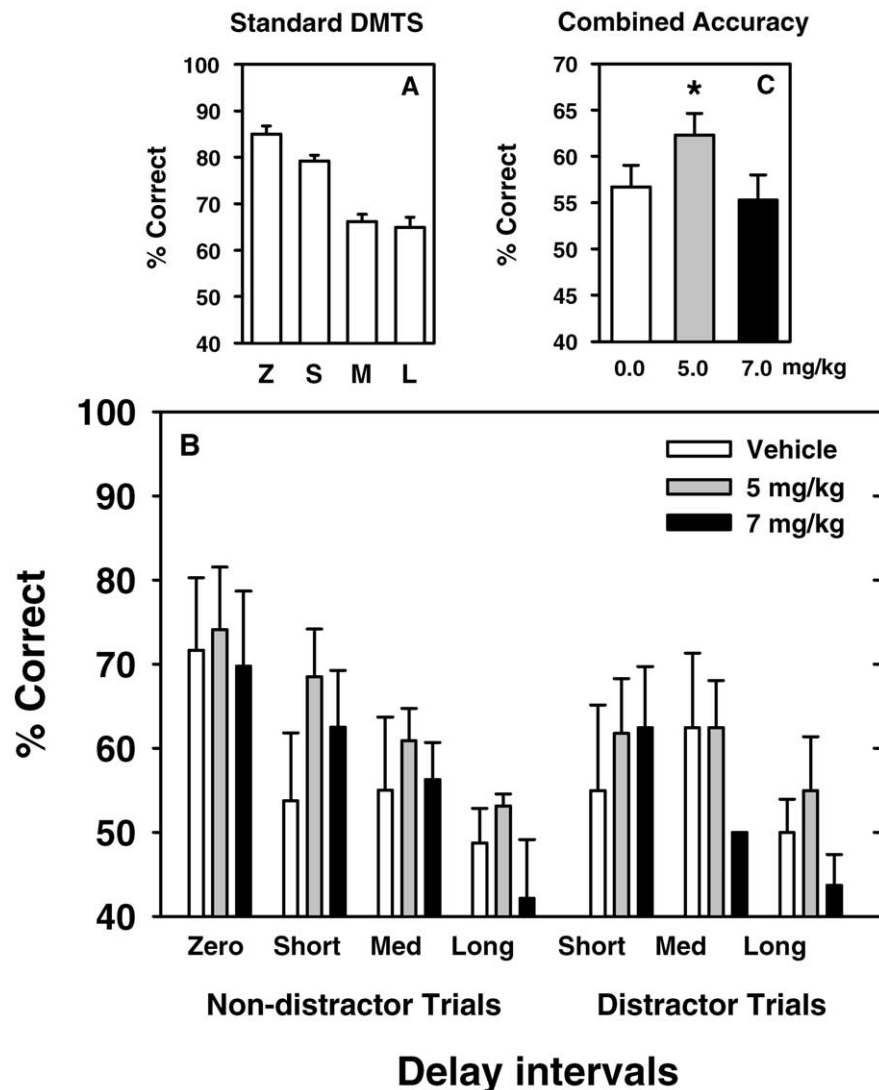 Standard DMTS
% Correct
100
90
80
70
60
50
40
A
Z S M L
Combined Accuracy
% Correct
70
65
60
55
50
45
40
*
C
0.0 5.0 7.0 mg/kg
% Correct
100
90
80
70
60
50
40
B
Vehicle
5 mg/kg
7 mg/kg
Zero Short Med Long Short Med Long
Non-distractor Trials Distractor Trials
Delay intervals